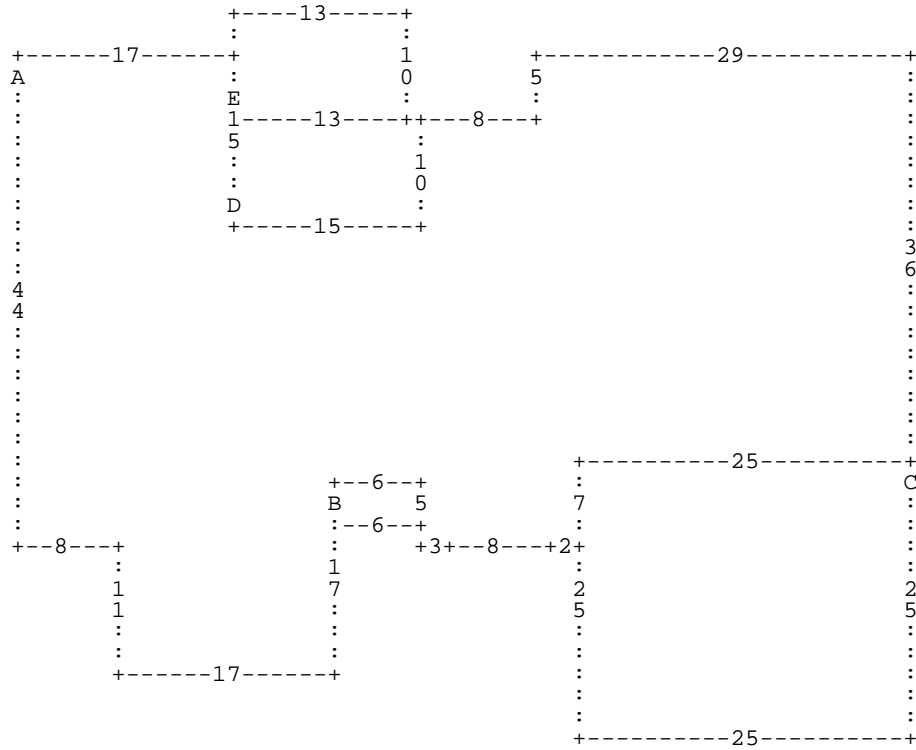 +-----13-----+
                 :            :
+------17-------+             1        +------------29-----------+
A                :            0        5                         :
:                E            :        :                         :
:                1-----13-----++---8---+                         :
:                5             :                                 :
:                :             1                                 :
:                :             0                                 :
:                D             :                                 :
:                +-----15------+                                 :
:                                                                3
:                                                                6
4                                                                :
4                                                                :
:                                                                :
:                                                                :
:                                                                :
:                                                                :
:                                                                :
:                                         +----------25----------+
:                       +--6--+           :                      C
:                       B     5           7                      :
:                       :--6--+           :                      :
+--8---+                :     +3+--8---+2+                       :
       :                1                 :                      :
       1                7                 2                      2
       1                :                 5                      5
       :                :                 :                      :
       :                :                 :                      :
       +------17-------+                  :                      :
                                          :                      :
                                          :                      :
                                          +----------25----------+